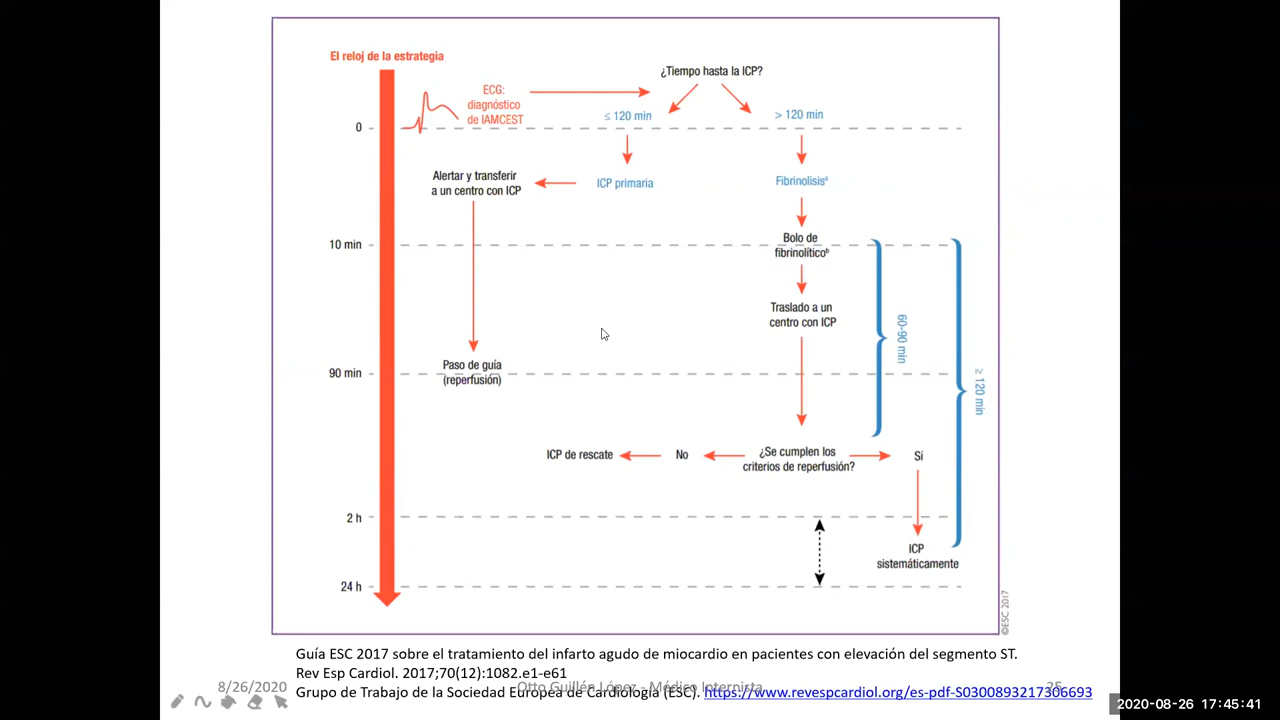 El reloj de la estrategia
¿Tiempo hasta la ICP?
ECG:
diagnóstico
de IAMCEST
≤ 120 min
> 120 min
0
Alertar y transferir
a un centro con ICP
ICP primaria
Fibrinolisisᵃ
10 min
Bolo de
fibrinolíticoᵇ
Traslado a un
centro con ICP
60-90 min
Paso de guía
(reperfusión)
90 min
≥ 120 min
ICP de rescate
No
¿Se cumplen los
criterios de reperfusión?
Sí
2 h
ICP
sistemáticamente
24 h
©ESC 2017
Guía ESC 2017 sobre el tratamiento del infarto agudo de miocardio en pacientes con elevación del segmento ST.
Rev Esp Cardiol. 2017;70(12):1082.e1-e61
8/26/2020
Otto Guillén López - Médico Internista
25
Grupo de Trabajo de la Sociedad Europea de Cardiología (ESC). https://www.revespcardiol.org/es-pdf-S0300893217306693
2020-08-26 17:45:41